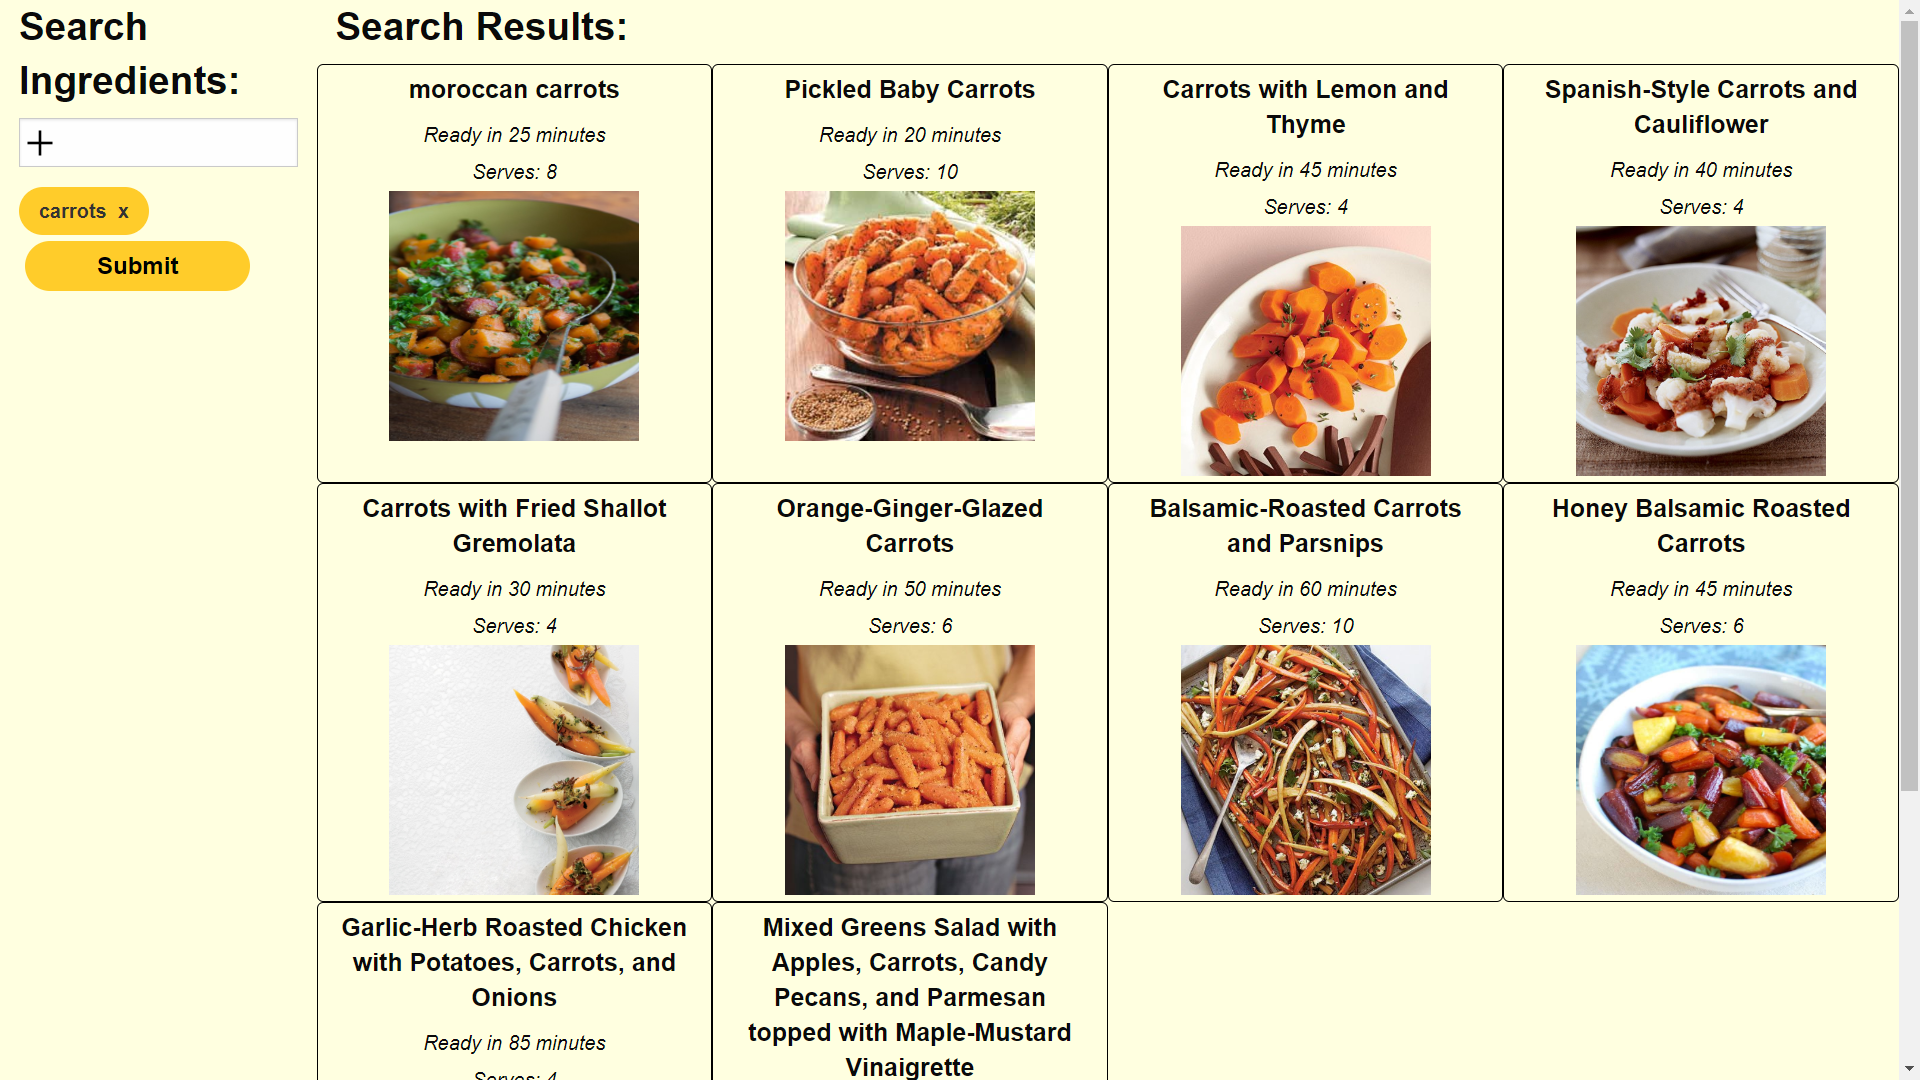 Search
Ingredients:
carrots x
Submit
Search Results:
moroccan carrots
Ready in 25 minutes
Serves: 8
Pickled Baby Carrots
Ready in 20 minutes
Serves: 10
Carrots with Lemon and
Thyme
Ready in 45 minutes
Serves: 4
Spanish-Style Carrots and
Cauliflower
Ready in 40 minutes
Serves: 4
Carrots with Fried Shallot
Gremolata
Ready in 30 minutes
Serves: 4
Orange-Ginger-Glazed
Carrots
Ready in 50 minutes
Serves: 6
Balsamic-Roasted Carrots
and Parsnips
Ready in 60 minutes
Serves: 10
Honey Balsamic Roasted
Carrots
Ready in 45 minutes
Serves: 6
Garlic-Herb Roasted Chicken
with Potatoes, Carrots, and
Onions
Ready in 85 minutes
Serves: 4
Mixed Greens Salad with
Apples, Carrots, Candy
Pecans, and Parmesan
topped with Maple-Mustard
Vinaigrette